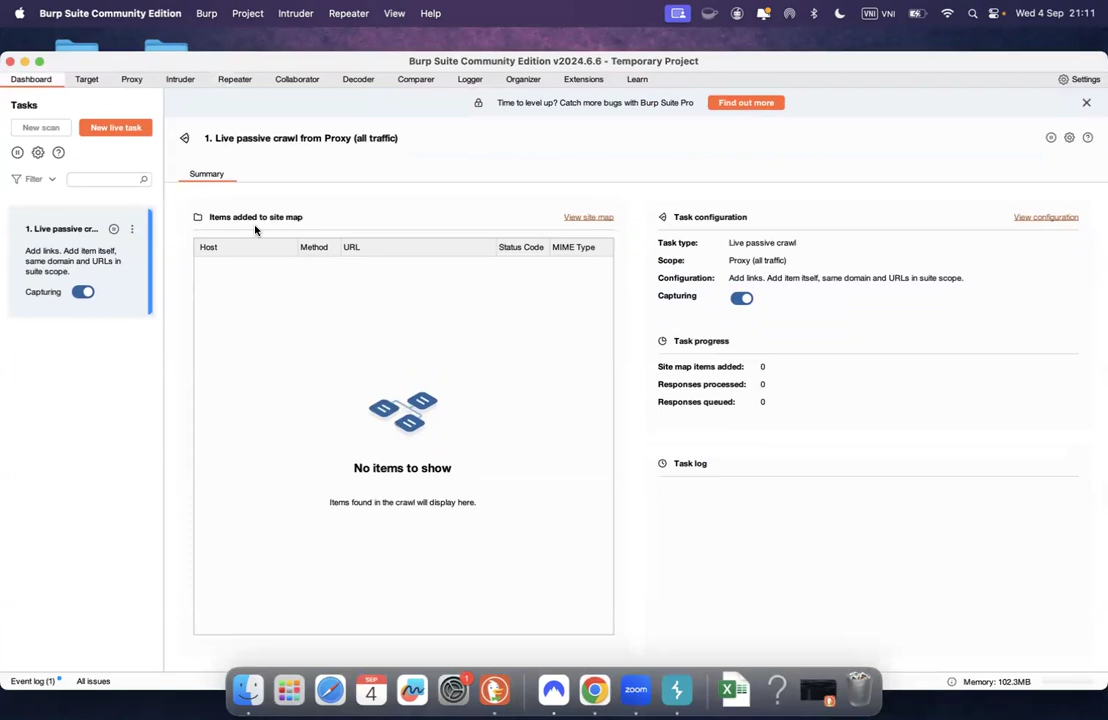 Burp Suite Community Edition Burp Project Intruder Repeater View Help VNI VNI Wed 4 Sep 21:11
Burp Suite Community Edition v2024.6.6 - Temporary Project
Dashboard Target Proxy Intruder Repeater Collaborator Decoder Comparer Logger Organizer Extensions Learn Settings
Tasks
Time to level up? Catch more bugs with Burp Suite Pro Find out more
New scan New live task
1. Live passive crawl from Proxy (all traffic)
Filter
Summary
1. Live passive cr...
Add links. Add item itself,
same domain and URLs in
suite scope.
Capturing
Items added to site map View site map
Host Method URL Status Code MIME Type
No items to show
Items found in the crawl will display here.
Task configuration View configuration
Task type: Live passive crawl
Scope: Proxy (all traffic)
Configuration: Add links. Add item itself, same domain and URLs in suite scope.
Capturing
Task progress
Site map items added: 0
Responses processed: 0
Responses queued: 0
Task log
SEP
4
1
zoom
Event log (1) All issues Memory: 102.3MB